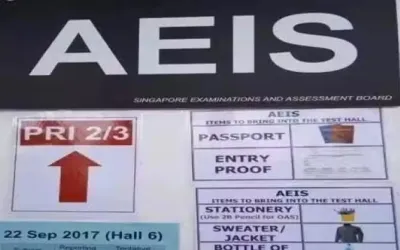 AEIS
SINGAPORE EXAMINATIONS AND ASSESSMENT BOARD
PRI 2/3
22 Sep 2017 (Hall 6)
Reporting
AEIS
ITEMS TO BRING INTO THE TEST HALL
PASSPORT
ENTRY
PROOF
AEIS
ITEMS TO BRING INTO THE TEST HALL
STATIONERY
(Use 2B Pencil for OAS)
SWEATER/
JACKET
BOTTLE OF